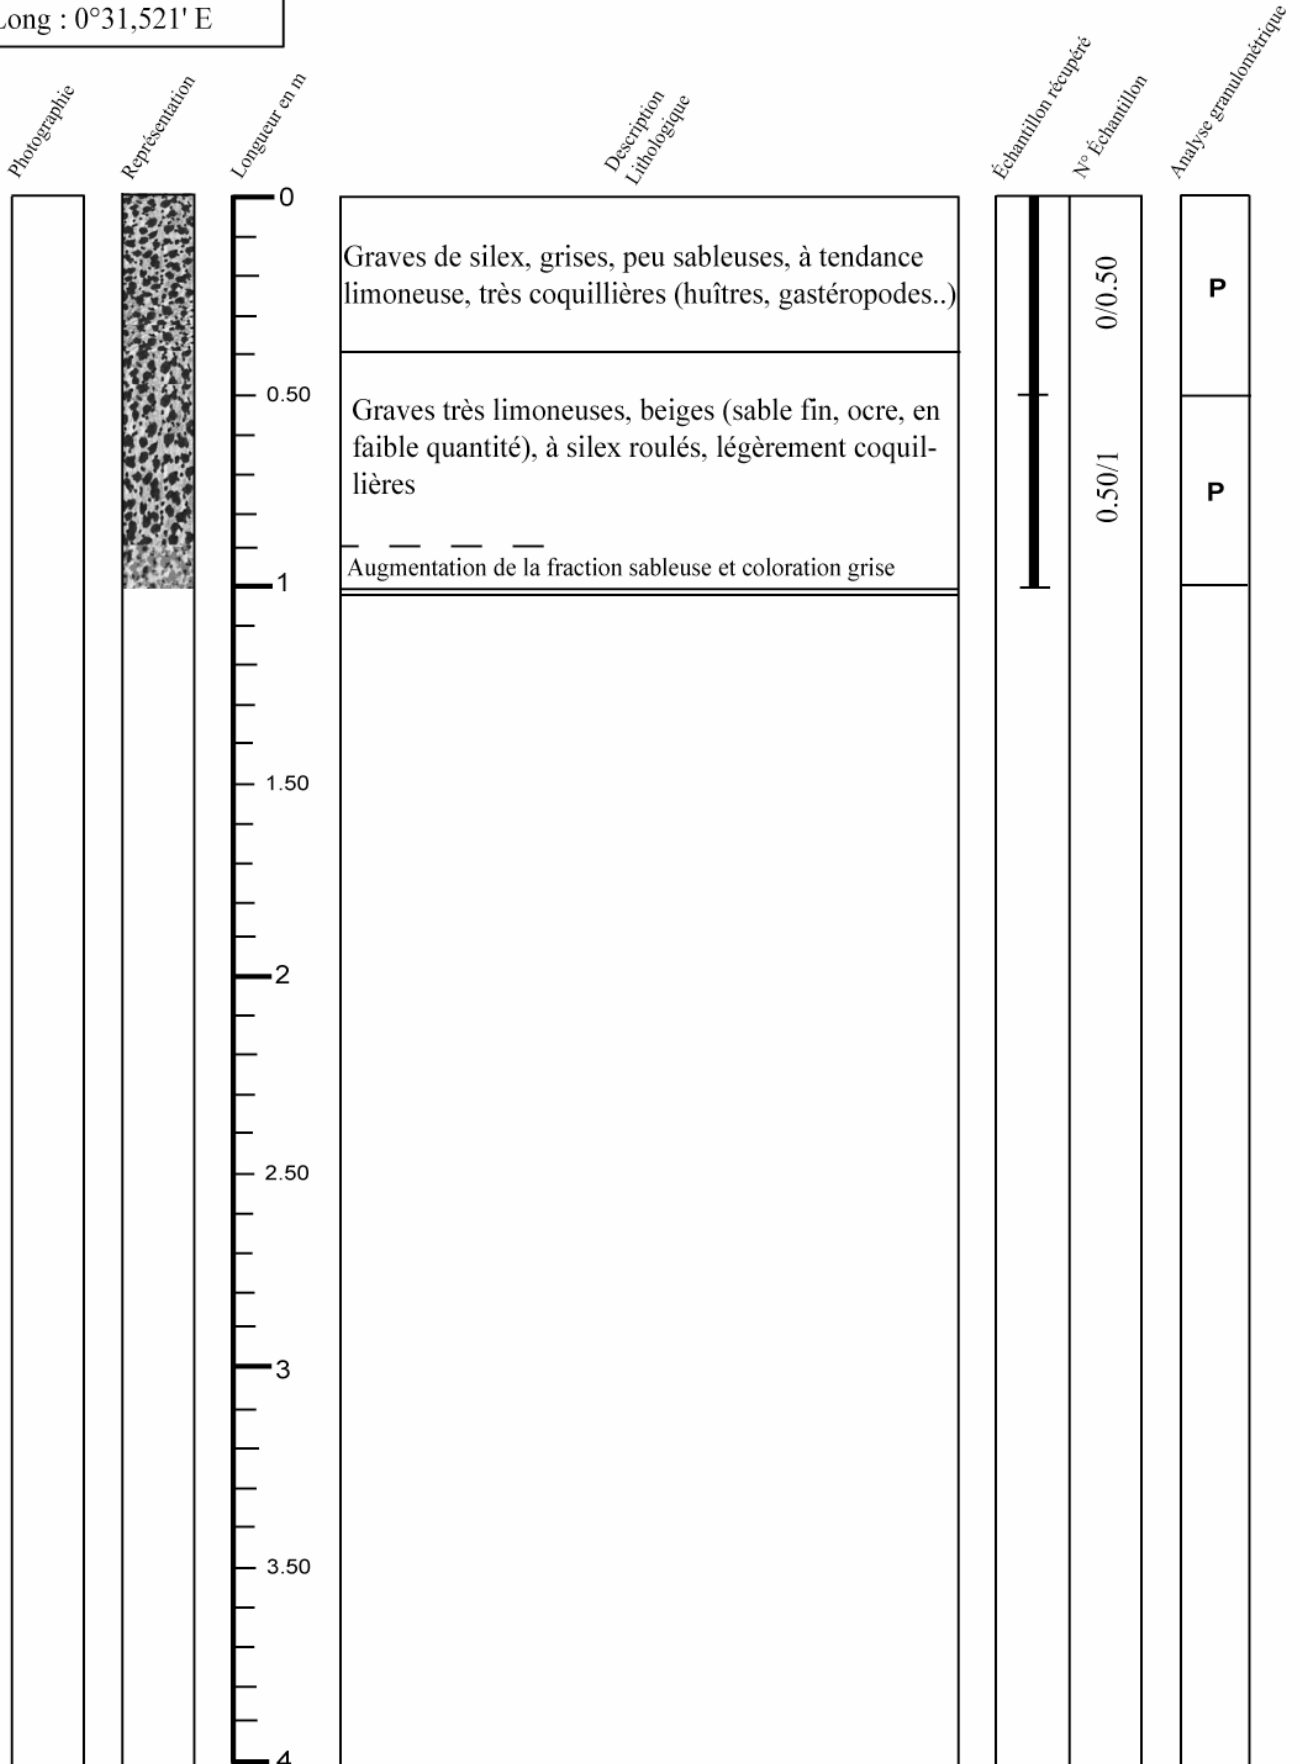 Long : 0°31,521' E
Photographie
Représentation
Longueur en m
Description
Lithologique
Échantillon récupéré
N° Échantillon
Analyse granulométrique
0
Graves de silex, grises, peu sableuses, à tendance
limoneuse, très coquillières (huîtres, gastéropodes..)
0/0.50
P
0.50
Graves très limoneuses, beiges (sable fin, ocre, en
faible quantité), à silex roulés, légèrement coquil-
lières
0.50/1
P
Augmentation de la fraction sableuse et coloration grise
1
1.50
2
2.50
3
3.50
4